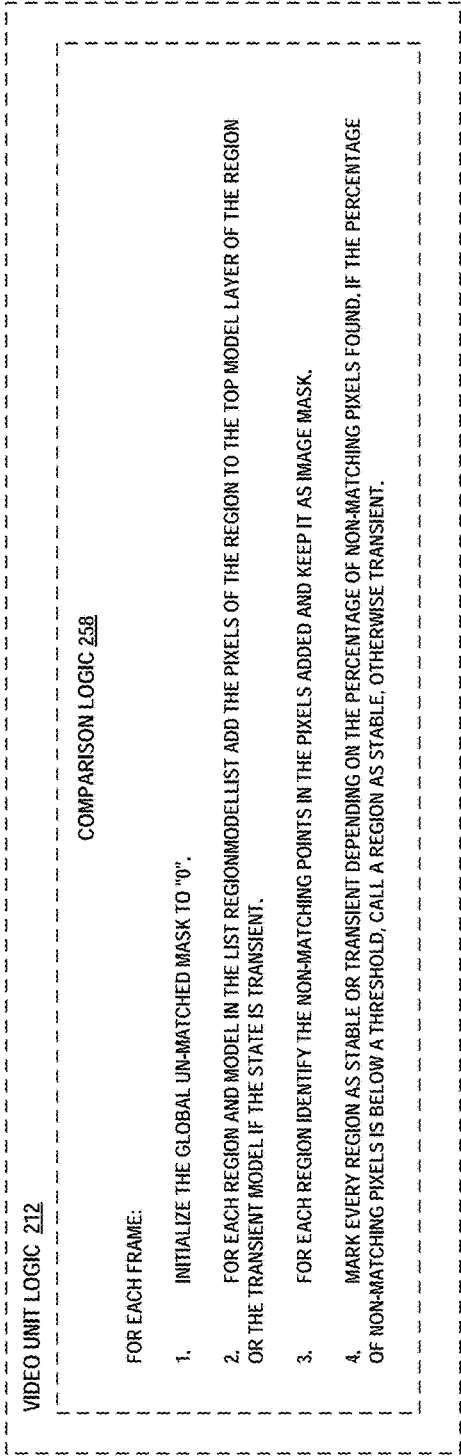 VIDEO UNIT LOGIC 212
COMPARISON LOGIC 258
FOR EACH FRAME:
1. INITIALIZE THE GLOBAL UN-MATCHED MASK TO "0".
2. FOR EACH REGION AND MODEL IN THE LIST REGIONMODELLIST ADD THE PIXELS OF THE REGION TO THE TOP MODEL LAYER OF THE REGION
OR THE TRANSIENT MODEL IF THE STATE IS TRANSIENT.
3. FOR EACH REGION IDENTIFY THE NON-MATCHING POINTS IN THE PIXELS ADDED AND KEEP IT AS IMAGE MASK.
4. MARK EVERY REGION AS STABLE OR TRANSIENT DEPENDING ON THE PERCENTAGE OF NON-MATCHING PIXELS FOUND. IF THE PERCENTAGE
OF NON-MATCHING PIXELS IS BELOW A THRESHOLD, CALL A REGION AS STABLE, OTHERWISE TRANSIENT.